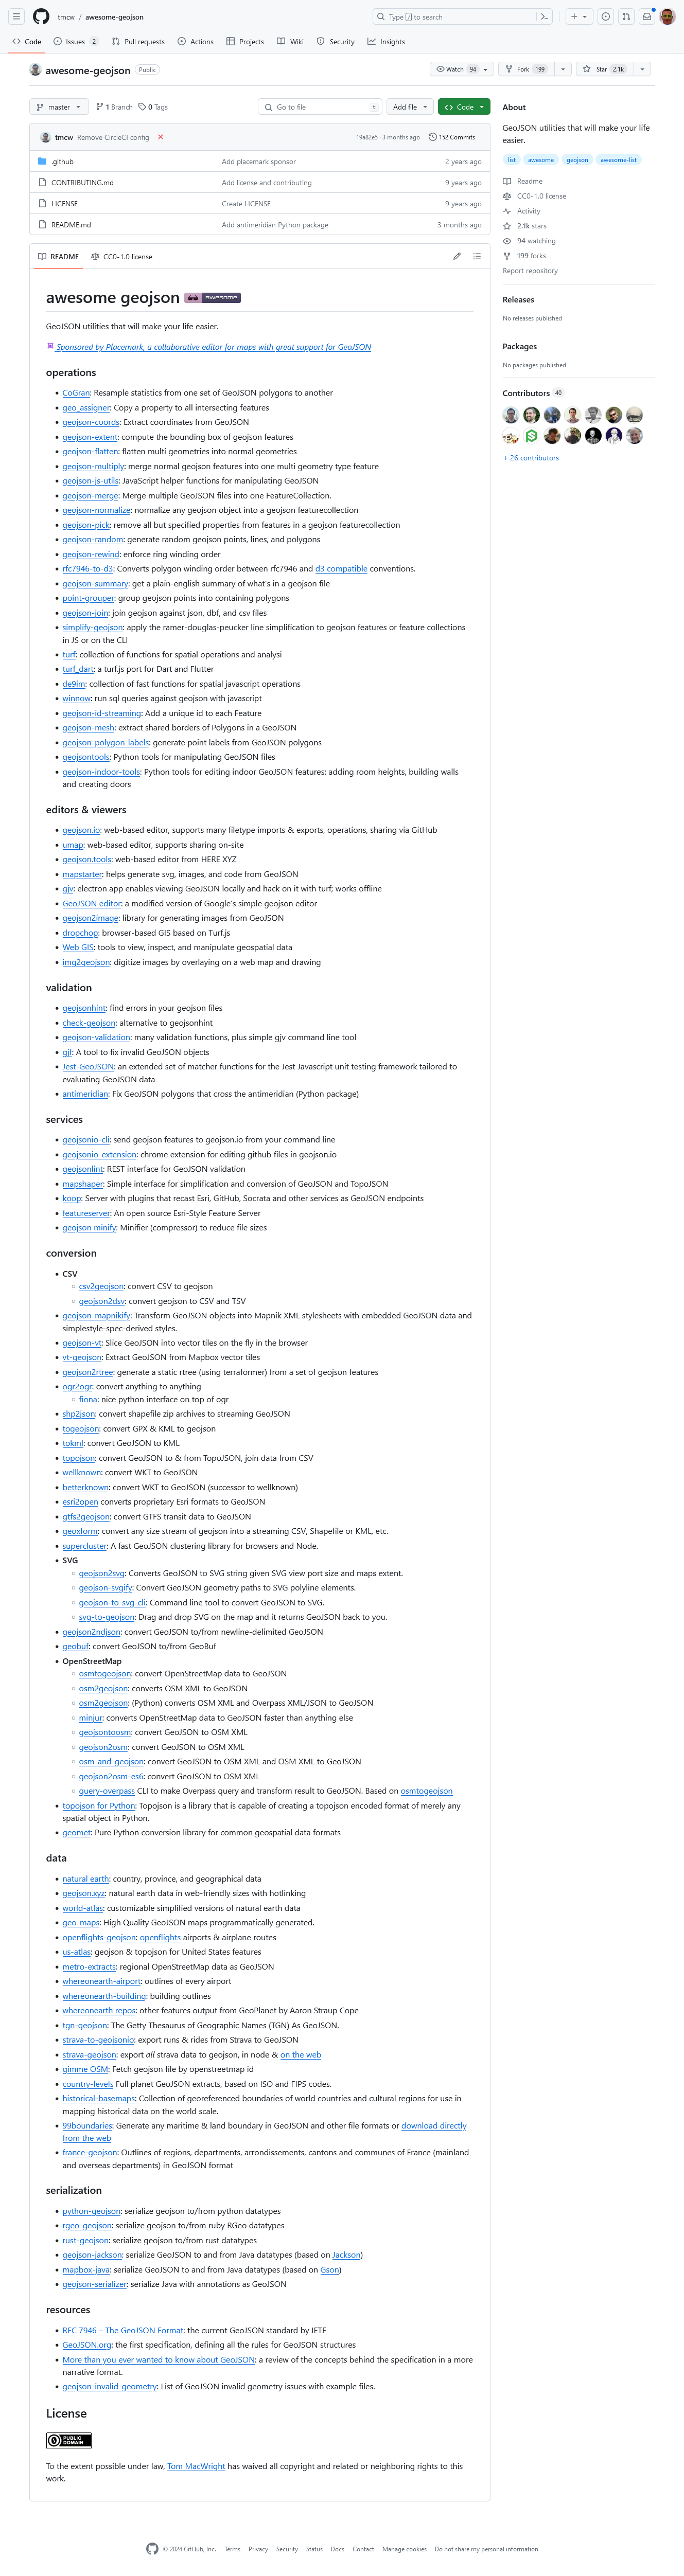 tmcw / awesome-geojson
Type / to search
Code
Issues 2
Pull requests
Actions
Projects
Wiki
Security
Insights
awesome-geojson Public
Watch 94
Fork 199
Star 2.1k
master
1 Branch
0 Tags
Go to file t
Add file
Code
tmcw Remove CircleCI config
19a82e5 · 3 months ago
152 Commits
.github Add placemark sponsor 2 years ago
CONTRIBUTING.md Add license and contributing 9 years ago
LICENSE Create LICENSE 9 years ago
README.md Add antimeridian Python package 3 months ago
README
CC0-1.0 license
awesome geojson awesome
GeoJSON utilities that will make your life easier.
Sponsored by Placemark, a collaborative editor for maps with great support for GeoJSON
operations
CoGran: Resample statistics from one set of GeoJSON polygons to another
geo_assigner: Copy a property to all intersecting features
geojson-coords: Extract coordinates from GeoJSON
geojson-extent: compute the bounding box of geojson features
geojson-flatten: flatten multi geometries into normal geometries
geojson-multiply: merge normal geojson features into one multi geometry type feature
geojson-js-utils: JavaScript helper functions for manipulating GeoJSON
geojson-merge: Merge multiple GeoJSON files into one FeatureCollection.
geojson-normalize: normalize any geojson object into a geojson featurecollection
geojson-pick: remove all but specified properties from features in a geojson featurecollection
geojson-random: generate random geojson points, lines, and polygons
geojson-rewind: enforce ring winding order
rfc7946-to-d3: Converts polygon winding order between rfc7946 and d3 compatible conventions.
geojson-summary: get a plain-english summary of what's in a geojson file
point-grouper: group geojson points into containing polygons
geojson-join: join geojson against json, dbf, and csv files
simplify-geojson: apply the ramer-douglas-peucker line simplification to geojson features or feature collections
in JS or on the CLI
turf: collection of functions for spatial operations and analysi
turf_dart: a turf.js port for Dart and Flutter
de9im: collection of fast functions for spatial javascript operations
winnow: run sql queries against geojson with javascript
geojson-id-streaming: Add a unique id to each Feature
geojson-mesh: extract shared borders of Polygons in a GeoJSON
geojson-polygon-labels: generate point labels from GeoJSON polygons
geojsontools: Python tools for manipulating GeoJSON files
geojson-indoor-tools: Python tools for editing indoor GeoJSON features: adding room heights, building walls
and creating doors
editors & viewers
geojson.io: web-based editor, supports many filetype imports & exports, operations, sharing via GitHub
umap: web-based editor, supports sharing on-site
geojson.tools: web-based editor from HERE XYZ
mapstarter: helps generate svg, images, and code from GeoJSON
gjv: electron app enables viewing GeoJSON locally and hack on it with turf; works offline
GeoJSON editor: a modified version of Google's simple geojson editor
geojson2image: library for generating images from GeoJSON
dropchop: browser-based GIS based on Turf.js
Web GIS: tools to view, inspect, and manipulate geospatial data
img2geojson: digitize images by overlaying on a web map and drawing
validation
geojsonhint: find errors in your geojson files
check-geojson: alternative to geojsonhint
geojson-validation: many validation functions, plus simple gjv command line tool
gjf: A tool to fix invalid GeoJSON objects
Jest-GeoJSON: an extended set of matcher functions for the Jest Javascript unit testing framework tailored to
evaluating GeoJSON data
antimeridian: Fix GeoJSON polygons that cross the antimeridian (Python package)
services
geojsonio-cli: send geojson features to geojson.io from your command line
geojsonio-extension: chrome extension for editing github files in geojson.io
geojsonlint: REST interface for GeoJSON validation
mapshaper: Simple interface for simplification and conversion of GeoJSON and TopoJSON
koop: Server with plugins that recast Esri, GitHub, Socrata and other services as GeoJSON endpoints
featureserver: An open source Esri-Style Feature Server
geojson minify: Minifier (compressor) to reduce file sizes
conversion
CSV
csv2geojson: convert CSV to geojson
geojson2dsv: convert geojson to CSV and TSV
geojson-mapnikify: Transform GeoJSON objects into Mapnik XML stylesheets with embedded GeoJSON data and
simplestyle-spec-derived styles.
geojson-vt: Slice GeoJSON into vector tiles on the fly in the browser
vt-geojson: Extract GeoJSON from Mapbox vector tiles
geojson2rtree: generate a static rtree (using terraformer) from a set of geojson features
ogr2ogr: convert anything to anything
fiona: nice python interface on top of ogr
shp2json: convert shapefile zip archives to streaming GeoJSON
togeojson: convert GPX & KML to geojson
tokml: convert GeoJSON to KML
topojson: convert GeoJSON to & from TopoJSON, join data from CSV
wellknown: convert WKT to GeoJSON
betterknown: convert WKT to GeoJSON (successor to wellknown)
esri2open converts proprietary Esri formats to GeoJSON
gtfs2geojson: convert GTFS transit data to GeoJSON
geoxform: convert any size stream of geojson into a streaming CSV, Shapefile or KML, etc.
supercluster: A fast GeoJSON clustering library for browsers and Node.
SVG
geojson2svg: Converts GeoJSON to SVG string given SVG view port size and maps extent.
geojson-svgify: Convert GeoJSON geometry paths to SVG polyline elements.
geojson-to-svg-cli: Command line tool to convert GeoJSON to SVG.
svg-to-geojson: Drag and drop SVG on the map and it returns GeoJSON back to you.
geojson2ndjson: convert GeoJSON to/from newline-delimited GeoJSON
geobuf: convert GeoJSON to/from GeoBuf
OpenStreetMap
osmtogeojson: convert OpenStreetMap data to GeoJSON
osm2geojson: converts OSM XML to GeoJSON
osm2geojson: (Python) converts OSM XML and Overpass XML/JSON to GeoJSON
minjur: converts OpenStreetMap data to GeoJSON faster than anything else
geojsontoosm: convert GeoJSON to OSM XML
geojson2osm: convert GeoJSON to OSM XML
osm-and-geojson: convert GeoJSON to OSM XML and OSM XML to GeoJSON
geojson2osm-es6: convert GeoJSON to OSM XML
query-overpass CLI to make Overpass query and transform result to GeoJSON. Based on osmtogeojson
topojson for Python: Topojson is a library that is capable of creating a topojson encoded format of merely any
spatial object in Python.
geomet: Pure Python conversion library for common geospatial data formats
data
natural earth: country, province, and geographical data
geojson.xyz: natural earth data in web-friendly sizes with hotlinking
world-atlas: customizable simplified versions of natural earth data
geo-maps: High Quality GeoJSON maps programmatically generated.
openflights-geojson: openflights airports & airplane routes
us-atlas: geojson & topojson for United States features
metro-extracts: regional OpenStreetMap data as GeoJSON
whereonearth-airport: outlines of every airport
whereonearth-building: building outlines
whereonearth repos: other features output from GeoPlanet by Aaron Straup Cope
tgn-geojson: The Getty Thesaurus of Geographic Names (TGN) As GeoJSON.
strava-to-geojsonio: export runs & rides from Strava to GeoJSON
strava-geojson: export all strava data to geojson, in node & on the web
gimme OSM: Fetch geojson file by openstreetmap id
country-levels Full planet GeoJSON extracts, based on ISO and FIPS codes.
historical-basemaps: Collection of georeferenced boundaries of world countries and cultural regions for use in
mapping historical data on the world scale.
99boundaries: Generate any maritime & land boundary in GeoJSON and other file formats or download directly
from the web
france-geojson: Outlines of regions, departments, arrondissements, cantons and communes of France (mainland
and overseas departments) in GeoJSON format
serialization
python-geojson: serialize geojson to/from python datatypes
rgeo-geojson: serialize geojson to/from ruby RGeo datatypes
rust-geojson: serialize geojson to/from rust datatypes
geojson-jackson: serialize GeoJSON to and from Java datatypes (based on Jackson)
mapbox-java: serialize GeoJSON to and from Java datatypes (based on Gson)
geojson-serializer: serialize Java with annotations as GeoJSON
resources
RFC 7946 – The GeoJSON Format: the current GeoJSON standard by IETF
GeoJSON.org: the first specification, defining all the rules for GeoJSON structures
More than you ever wanted to know about GeoJSON: a review of the concepts behind the specification in a more
narrative format.
geojson-invalid-geometry: List of GeoJSON invalid geometry issues with example files.
License
PUBLIC DOMAIN
To the extent possible under law, Tom MacWright has waived all copyright and related or neighboring rights to this
work.
About
GeoJSON utilities that will make your life
easier.
list awesome geojson awesome-list
Readme
CC0-1.0 license
Activity
2.1k stars
94 watching
199 forks
Report repository
Releases
No releases published
Packages
No packages published
Contributors 40
+ 26 contributors
© 2024 GitHub, Inc. Terms Privacy Security Status Docs Contact Manage cookies Do not share my personal information